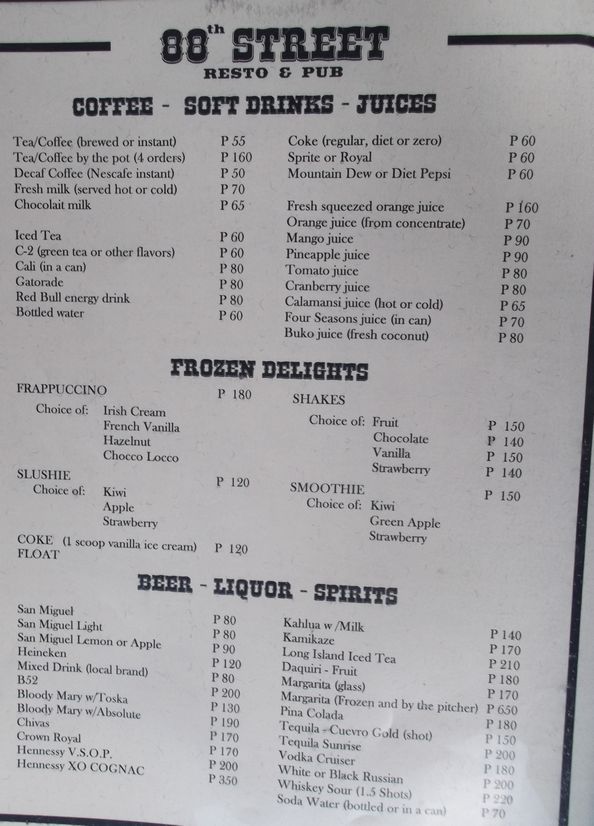 88th STREET
RESTO & PUB
COFFEE - SOFT DRINKS - JUICES
Tea/Coffee (brewed or instant) P 55
Tea/Coffee by the pot (4 orders) P 160
Decaf Coffee (Nescafe instant) P 50
Fresh milk (served hot or cold) P 70
Chocolait milk P 65
Iced Tea P 60
C-2 (green tea or other flavors) P 60
Cali (in a can) P 80
Gatorade P 80
Red Bull energy drink P 80
Bottled water P 60
Coke (regular, diet or zero) P 60
Sprite or Royal P 60
Mountain Dew or Diet Pepsi P 60
Fresh squeezed orange juice P 160
Orange juice (from concentrate) P 70
Mango juice P 90
Pineapple juice P 90
Tomato juice P 80
Cranberry juice P 80
Calamansi juice (hot or cold) P 65
Four Seasons juice (in can) P 70
Buko juice (fresh coconut) P 80
FROZEN DELIGHTS
FRAPPUCCINO P 180
Choice of: Irish Cream
French Vanilla
Hazelnut
Chocco Locco
SLUSHIE P 120
Choice of: Kiwi
Apple
Strawberry
COKE (1 scoop vanilla ice cream) P 120
FLOAT
SHAKES
Choice of: Fruit P 150
Chocolate P 140
Vanilla P 150
Strawberry P 140
SMOOTHIE P 150
Choice of: Kiwi
Green Apple
Strawberry
BEER - LIQUOR - SPIRITS
San Miguel P 80
San Miguel Light P 80
San Miguel Lemon or Apple P 90
Heineken P 120
Mixed Drink (local brand) P 80
B52 P 200
Bloody Mary w/Toska P 130
Bloody Mary w/Absolute P 190
Chivas P 170
Crown Royal P 170
Hennessy V.S.O.P. P 200
Hennessy XO COGNAC P 350
Kahlua w /Milk P 140
Kamikaze P 170
Long Island Iced Tea P 210
Daquiri - Fruit P 180
Margarita (glass) P 170
Margarita (Frozen and by the pitcher) P 650
Pina Colada P 180
Tequila - Cuevro Gold (shot) P 150
Tequila Sunrise P 200
Vodka Cruiser P 180
White or Black Russian P 200
Whiskey Sour (1.5 Shots) P 220
Soda Water (bottled or in a can) P 70